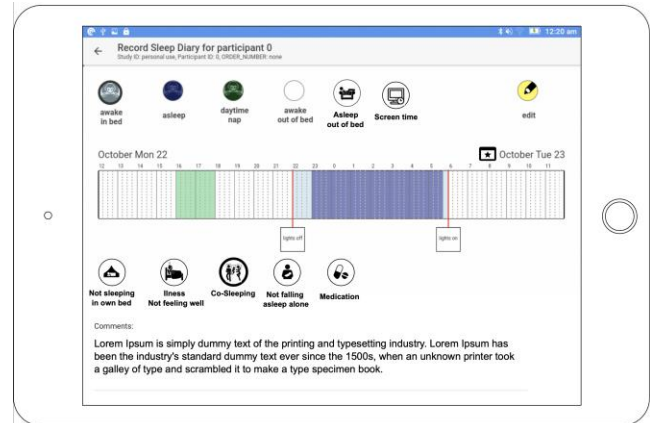 12:20 am
Record Sleep Diary for participant 0
Study ID: personal use, Participant ID: 0, ORDER_NUMBER: none
awake
in bed
asleep
daytime
nap
awake
out of bed
Asleep
out of bed
Screen time
edit
October Mon 22
October Tue 23
12 13 14 15 16 17 18 19 20 21 22 23 0 1 2 3 4 5 6 7 8 9 10 11
lights off
lights on
Not sleeping
in own bed
Ilness
Not feeling well
Co-Sleeping
Not falling
asleep alone
Medication
Comments:
Lorem Ipsum is simply dummy text of the printing and typesetting industry. Lorem Ipsum has
been the industry's standard dummy text ever since the 1500s, when an unknown printer took
a galley of type and scrambled it to make a type specimen book.